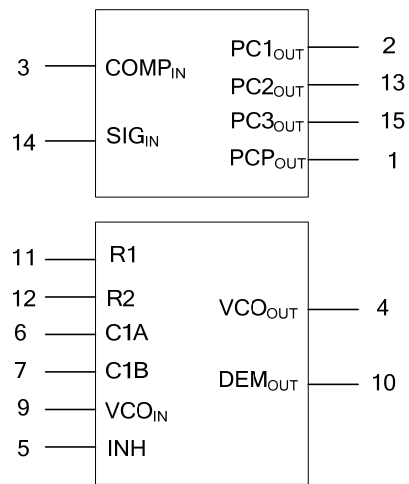 3 COMPIN PC1OUT 2
PC2OUT 13
14 SIGIN PC3OUT 15
PCPOUT 1
11 R1
12 R2 VCOOUT 4
6 C1A
7 C1B DEMOUT 10
9 VCOIN
5 INH